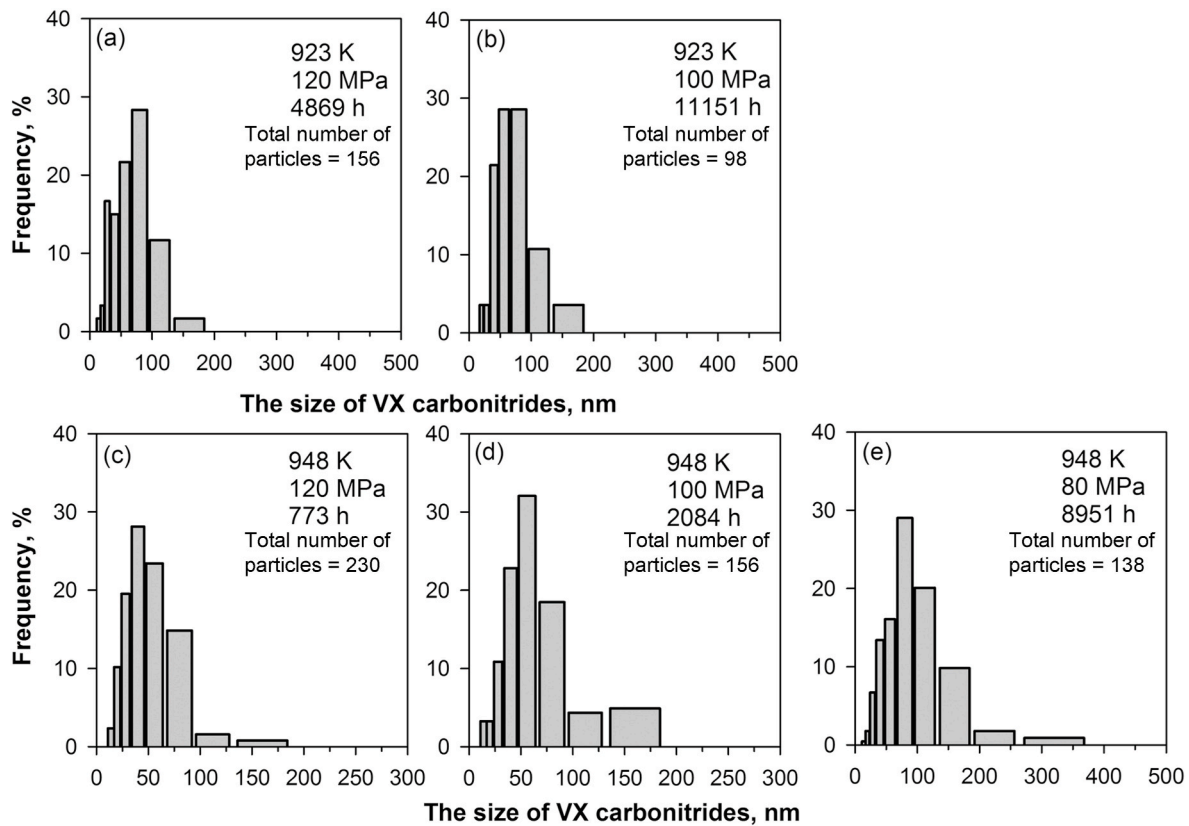 (a)
923 K
120 MPa
4869 h
Total number of
particles = 156
40
30
20
10
0
Frequency, %
0 100 200 300 400 500
(b)
923 K
100 MPa
11151 h
Total number of
particles = 98
40
30
20
10
0
0 100 200 300 400 500
The size of VX carbonitrides, nm
(c)
948 K
120 MPa
773 h
Total number of
particles = 230
40
30
20
10
0
Frequency, %
0 50 100 150 200 250 300
(d)
948 K
100 MPa
2084 h
Total number of
particles = 156
40
30
20
10
0
0 50 100 150 200 250 300
(e)
948 K
80 MPa
8951 h
Total number of
particles = 138
40
30
20
10
0
0 100 200 300 400 500
The size of VX carbonitrides, nm